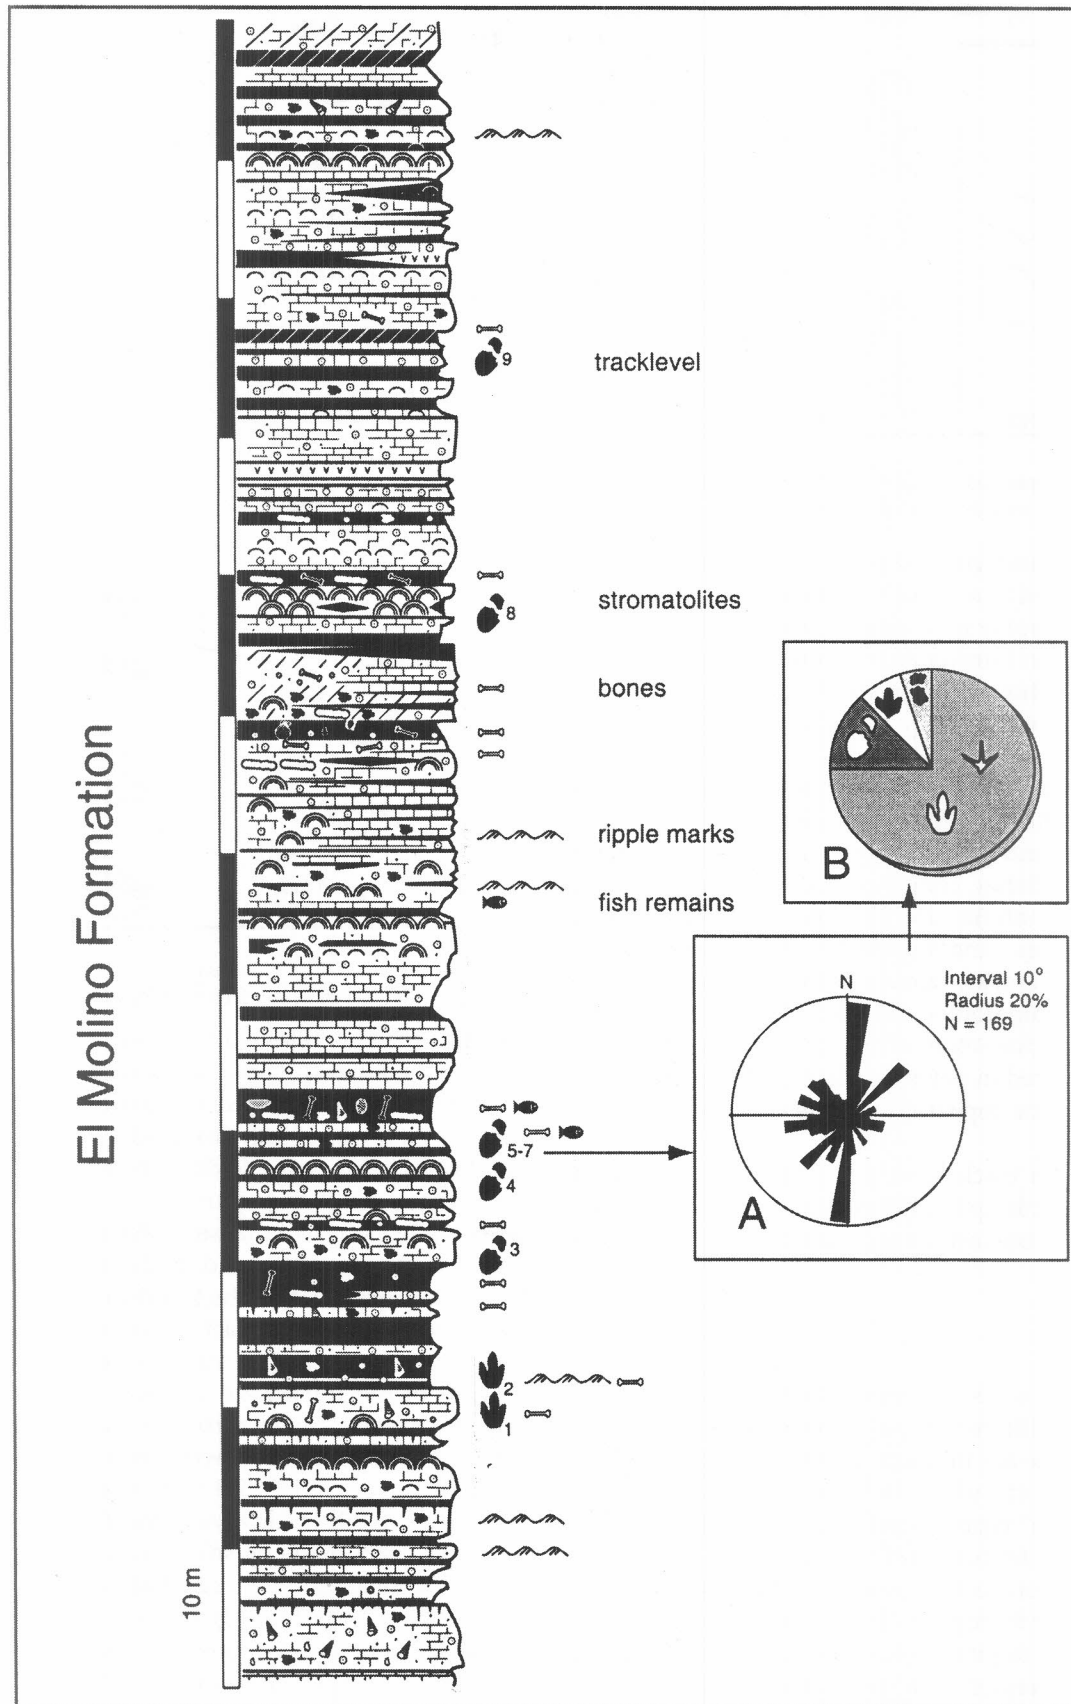 El Molino Formation
9
tracklevel
8
stromatolites
bones
ripple marks
fish remains
B
N
Interval 10°
Radius 20%
N = 169
A
5-7
4
3
2
1
10 m